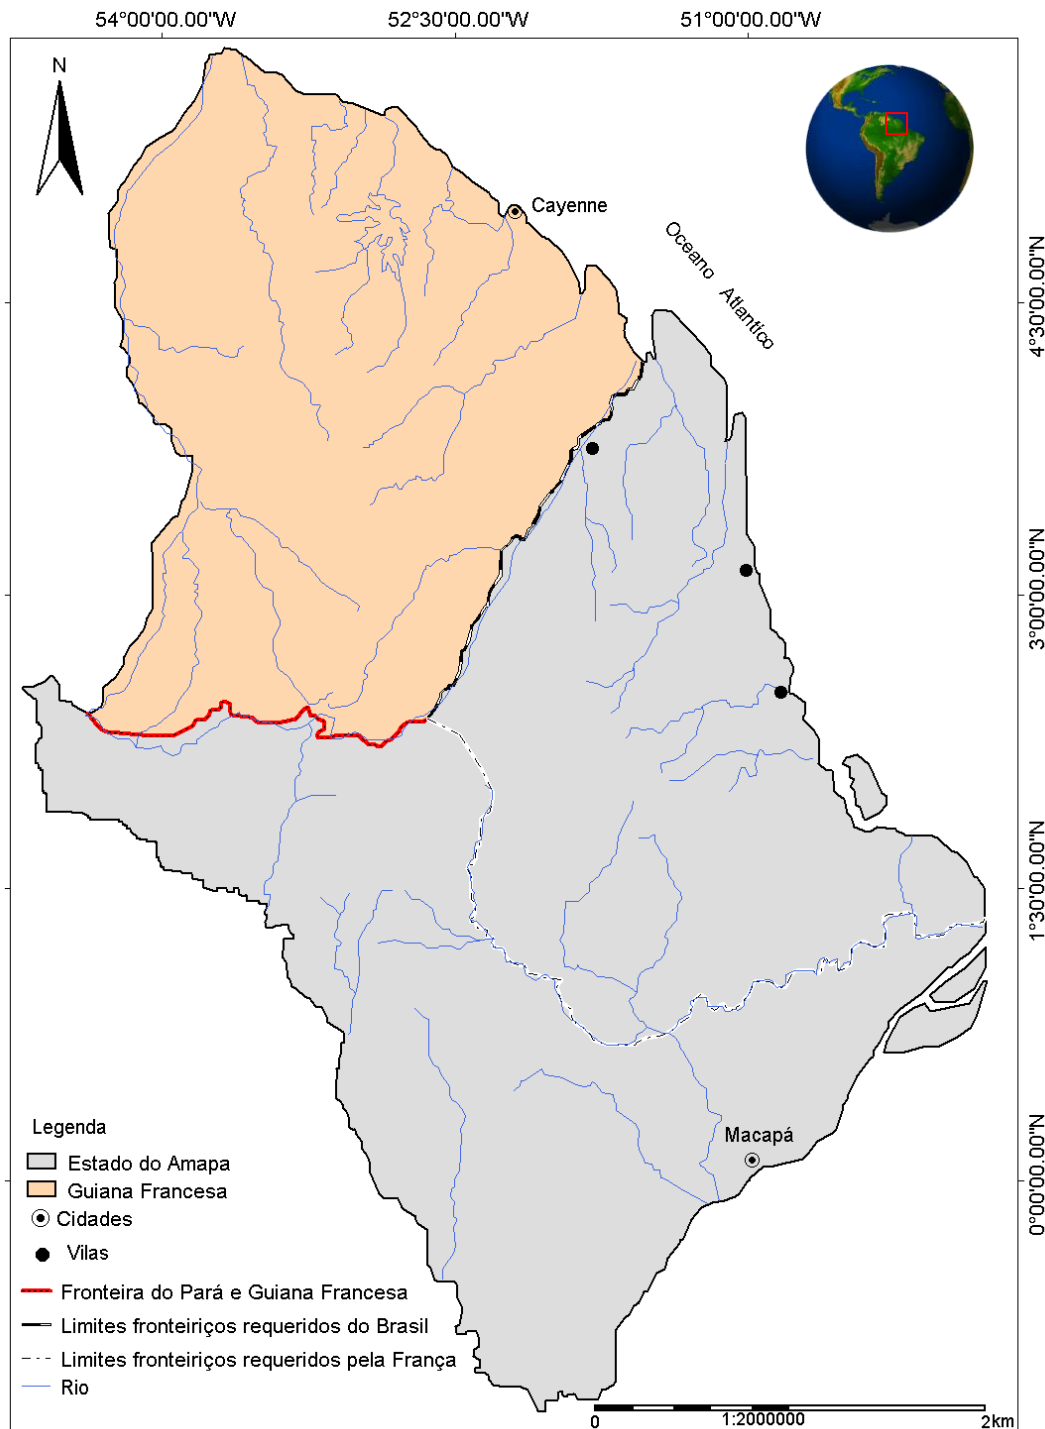 54°00'00.00"W
52°30'00.00"W
51°00'00.00"W
N
Cayenne
Oceano Atlantico
4°30'00.00"N
3°00'00.00"N
1°30'00.00"N
0°00'00.00"N
Macapá
Legenda
Estado do Amapa
Guiana Francesa
Cidades
Vilas
Fronteira do Pará e Guiana Francesa
Limites fronteiriços requeridos do Brasil
Limites fronteiriços requeridos pela França
Rio
0 1:2000000 2km